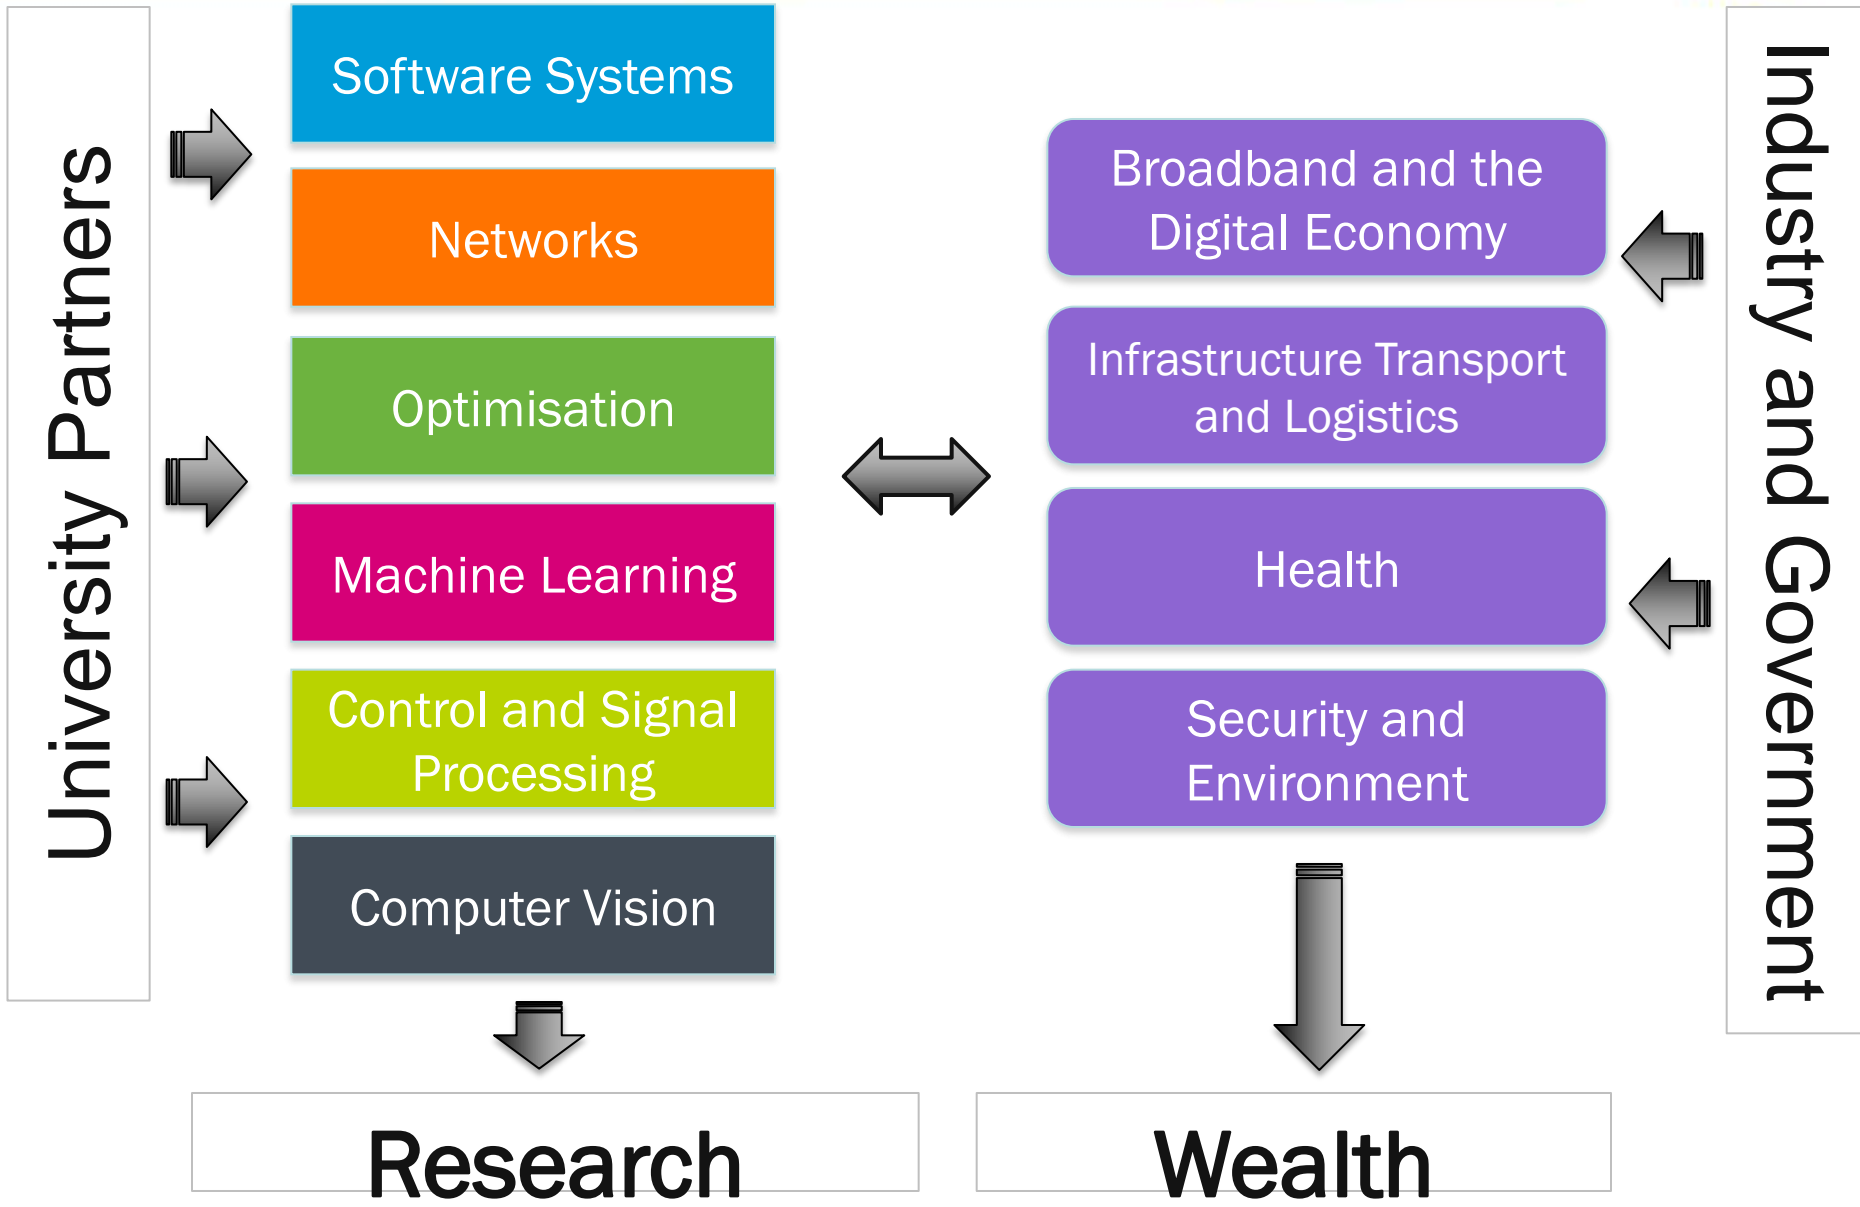 University Partners
Software Systems
Networks
Optimisation
Machine Learning
Control and Signal
Processing
Computer Vision
Research
Broadband and the
Digital Economy
Infrastructure Transport
and Logistics
Health
Security and
Environment
Wealth
Industry and Government